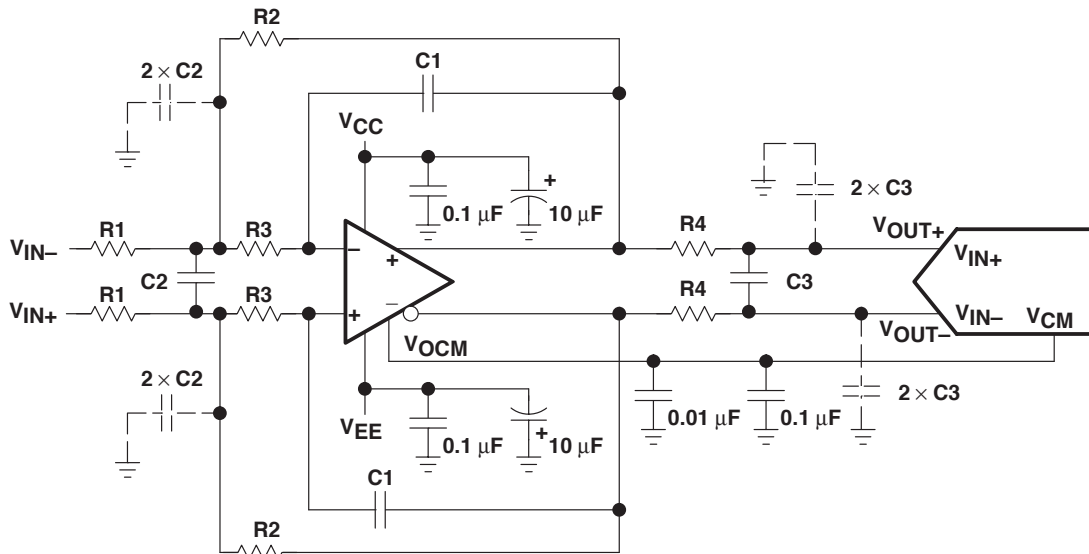 R2
C1
2 × C2
VCC
+
0.1 μF
10 μF
2 × C3
R1
R3
R4
VOUT+
VIN−
−
+
VIN+
C2
C3
R1
R3
R4
VIN+
+
−
VIN−
VCM
VOCM
VOUT−
2 × C2
2 × C3
0.01 μF
0.1 μF
VEE
0.1 μF
+
10 μF
C1
R2